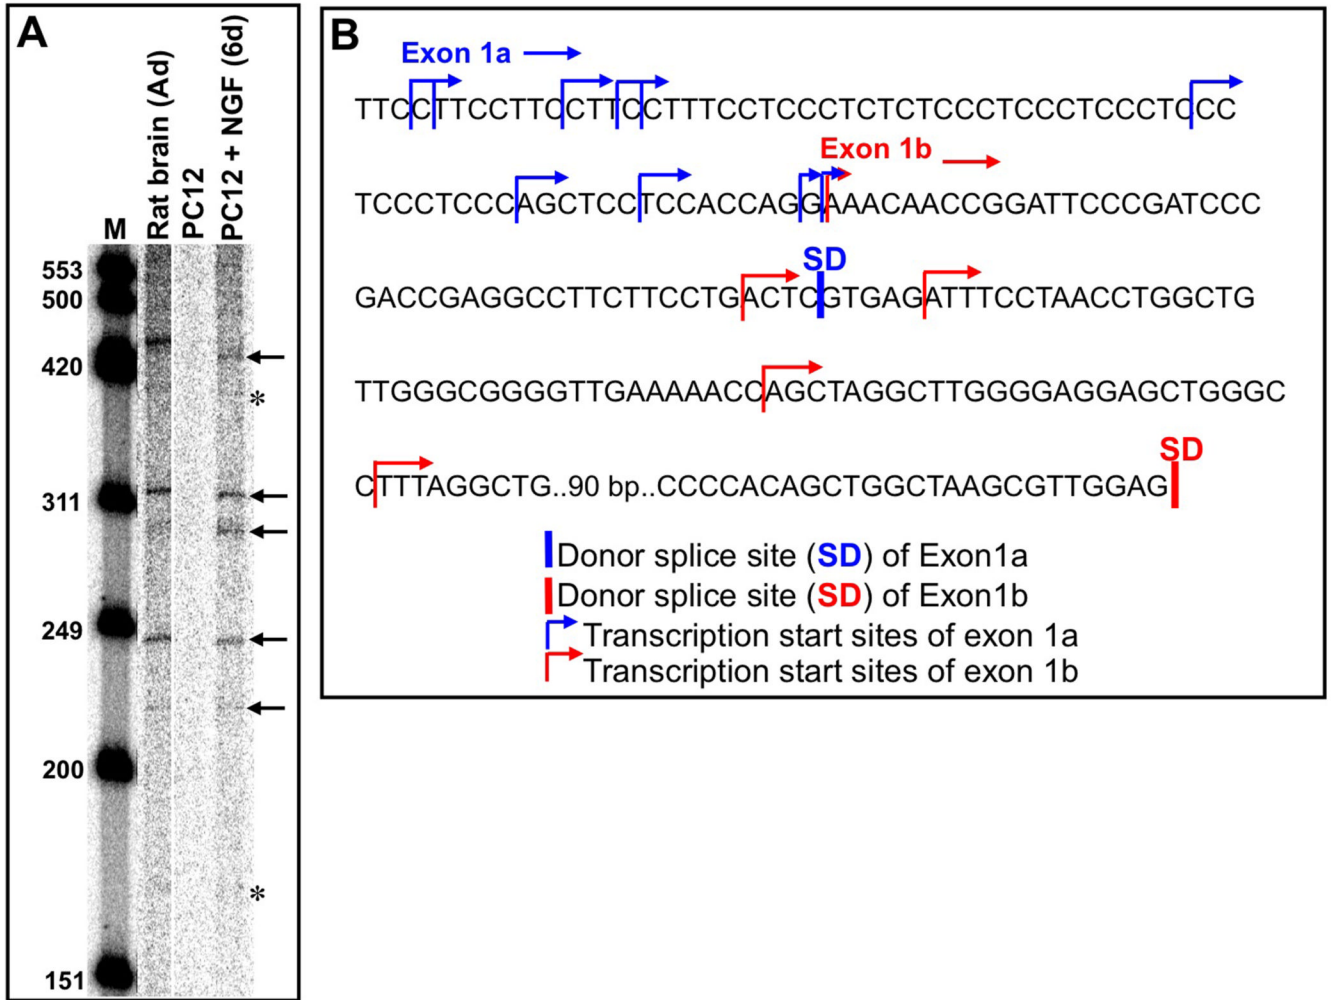 A
Rat brain (Ad)
PC12
PC12 + NGF (6d)
M
553
500
420
*
311
249
200
*
151
B
Exon 1a
TTCCTTCCTTCCTTCCTTTCCTCCCTCTCTCCCTCCCTCCCTCCC
Exon 1b
TCCCTCCCAGCTCCTCCACCAGGAAACAACCGGATTCCCGATCCC
SD
GACCGAGGCCTTCTTCCTGACTCGTGAGATTTCCTAACCTGGCTG
TTGGGCGGGGTTGAAAAACCAGCTAGGCTTGGGGAGGAGCTGGGC
SD
CTTTAGGCTG..90 bp..CCCCACAGCTGGCTAAGCGTTGGAG
Donor splice site (SD) of Exon1a
Donor splice site (SD) of Exon1b
Transcription start sites of exon 1a
Transcription start sites of exon 1b